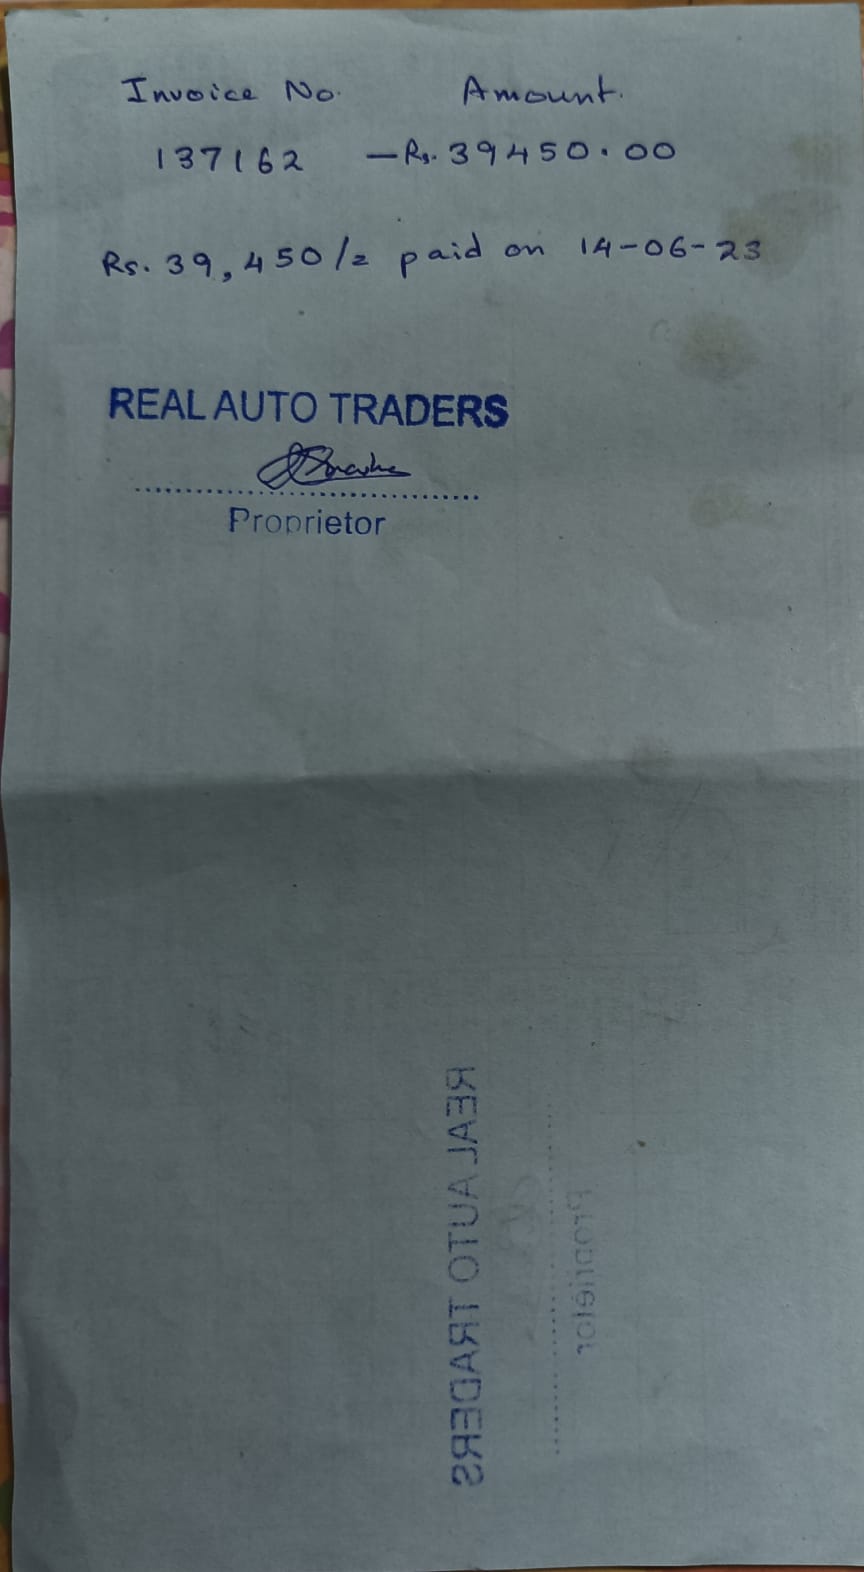 Invoice No. Amount.
137162 — Rs. 39450.00
Rs. 39,450/= paid on 14-06-23
REAL AUTO TRADERS
Proprietor
REAL AUTO TRADERS
Proprietor